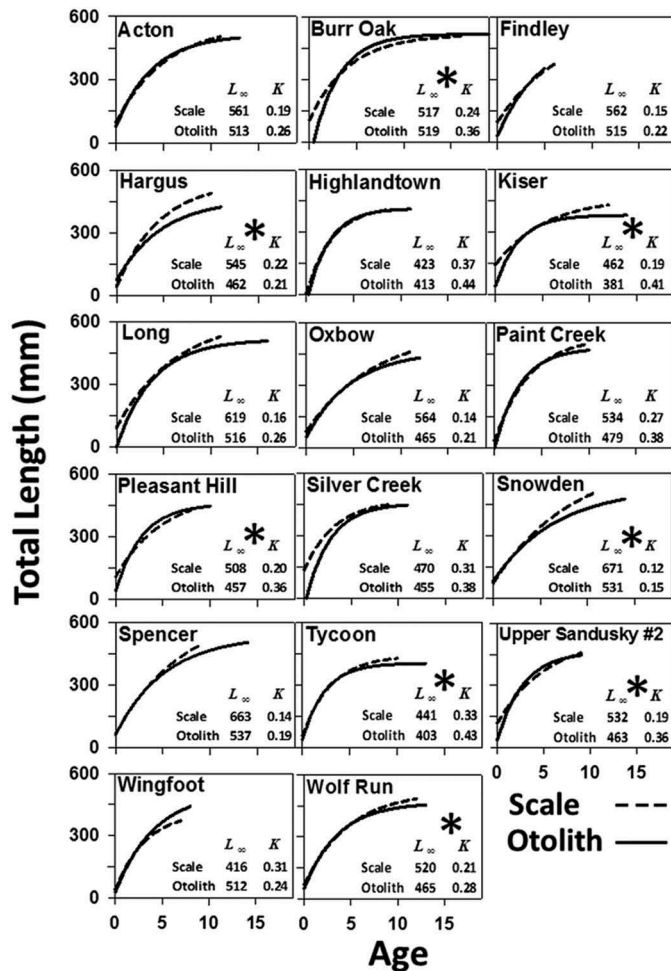 Total Length (mm)
600
300
0
Acton
L∞ K
Scale 561 0.19
Otolith 513 0.26
Burr Oak
*
L∞ K
Scale 517 0.24
Otolith 519 0.36
Findley
L∞ K
Scale 562 0.15
Otolith 515 0.22
600
300
0
Hargus
*
L∞ K
Scale 545 0.22
Otolith 462 0.21
Highlandtown
L∞ K
Scale 423 0.37
Otolith 413 0.44
Kiser
*
L∞ K
Scale 462 0.19
Otolith 381 0.41
600
300
0
Long
L∞ K
Scale 619 0.16
Otolith 516 0.26
Oxbow
L∞ K
Scale 564 0.14
Otolith 465 0.21
Paint Creek
L∞ K
Scale 534 0.27
Otolith 479 0.38
600
300
0
Pleasant Hill
*
L∞ K
Scale 508 0.20
Otolith 457 0.36
Silver Creek
L∞ K
Scale 470 0.31
Otolith 455 0.38
Snowden
*
L∞ K
Scale 671 0.12
Otolith 531 0.15
600
300
0
Spencer
L∞ K
Scale 663 0.14
Otolith 537 0.19
Tycoon
*
L∞ K
Scale 441 0.33
Otolith 403 0.43
Upper Sandusky #2
*
L∞ K
Scale 532 0.19
Otolith 463 0.36
0 5 10 15
600
300
0
Wingfoot
L∞ K
Scale 416 0.31
Otolith 512 0.24
0 5 10 15
Wolf Run
*
L∞ K
Scale 520 0.21
Otolith 465 0.28
0 5 10 15
Scale
Otolith
Age